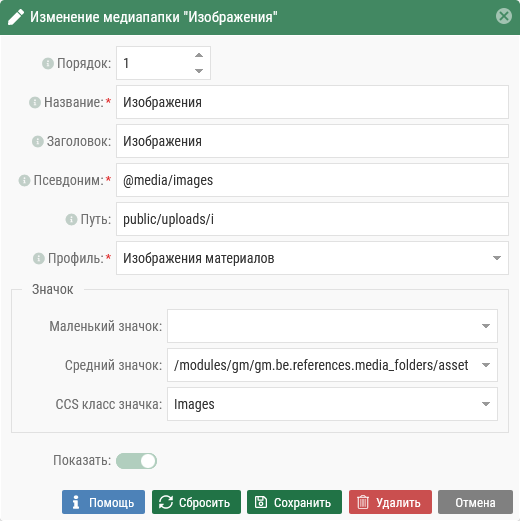 Изменение медиапапки "Изображения"
Порядок: 1
Название:* Изображения
Заголовок: Изображения
Псевдоним:* @media/images
Путь: public/uploads/i
Профиль:* Изображения материалов
Значок
Маленький значок:
Средний значок: /modules/gm/gm.be.references.media_folders/asset
CCS класс значка: Images
Показать:
Помощь Сбросить Сохранить Удалить Отмена